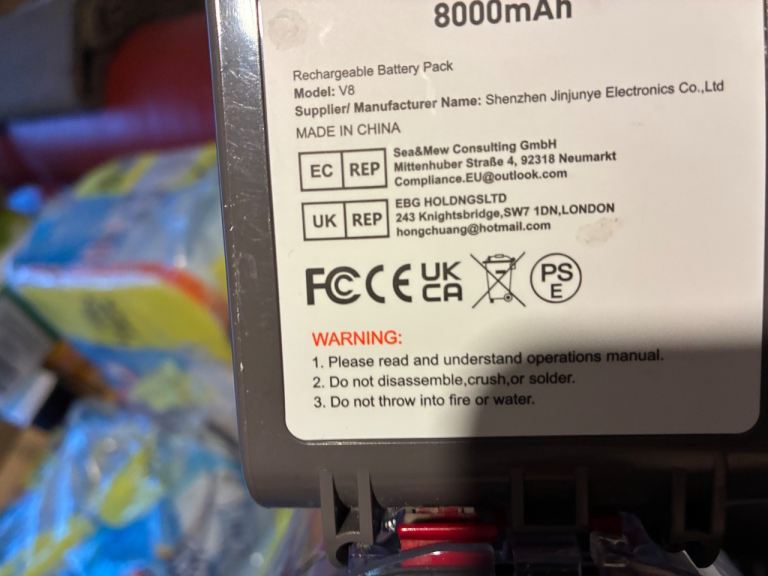 8000mAh
Rechargeable Battery Pack
Model: V8
Supplier/ Manufacturer Name: Shenzhen Jinjunye Electronics Co.,Ltd
MADE IN CHINA
EC REP
Sea&Mew Consulting GmbH
Mittenhuber Straße 4, 92318 Neumarkt
Compliance.EU@outlook.com
UK REP
EBG HOLDNGSLTD
243 Knightsbridge,SW7 1DN,LONDON
hongchuang@hotmail.com
FC CE UK CA PS E
WARNING:
1. Please read and understand operations manual.
2. Do not disassemble,crush,or solder.
3. Do not throw into fire or water.